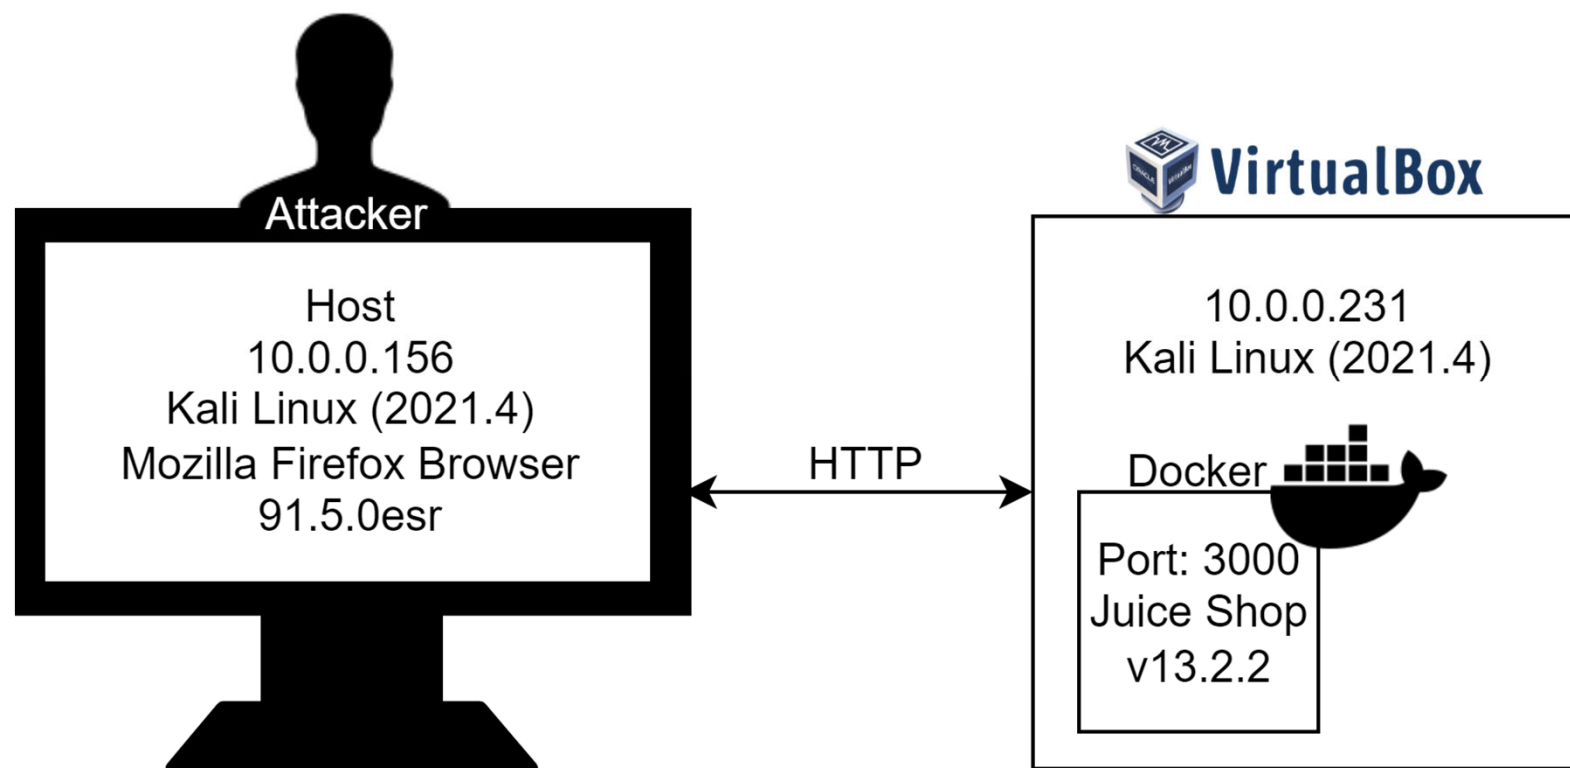 Attacker
Host
10.0.0.156
Kali Linux (2021.4)
Mozilla Firefox Browser
91.5.0esr
HTTP
VirtualBox
10.0.0.231
Kali Linux (2021.4)
Docker
Port: 3000
Juice Shop
v13.2.2